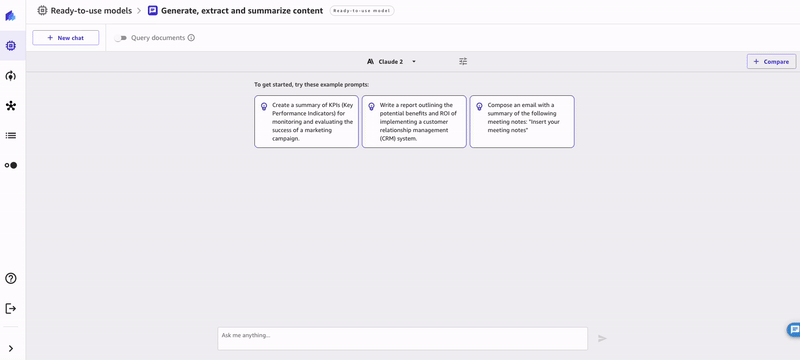 Ready-to-use models > Generate, extract and summarize content Ready-to-use model
+ New chat Query documents
Claude 2
+ Compare
To get started, try these example prompts:
Create a summary of KPIs (Key
Performance Indicators) for
monitoring and evaluating the
success of a marketing
campaign.
Write a report outlining the
potential benefits and ROI of
implementing a customer
relationship management
(CRM) system.
Compose an email with a
summary of the following
meeting notes: "Insert your
meeting notes"
Ask me anything...